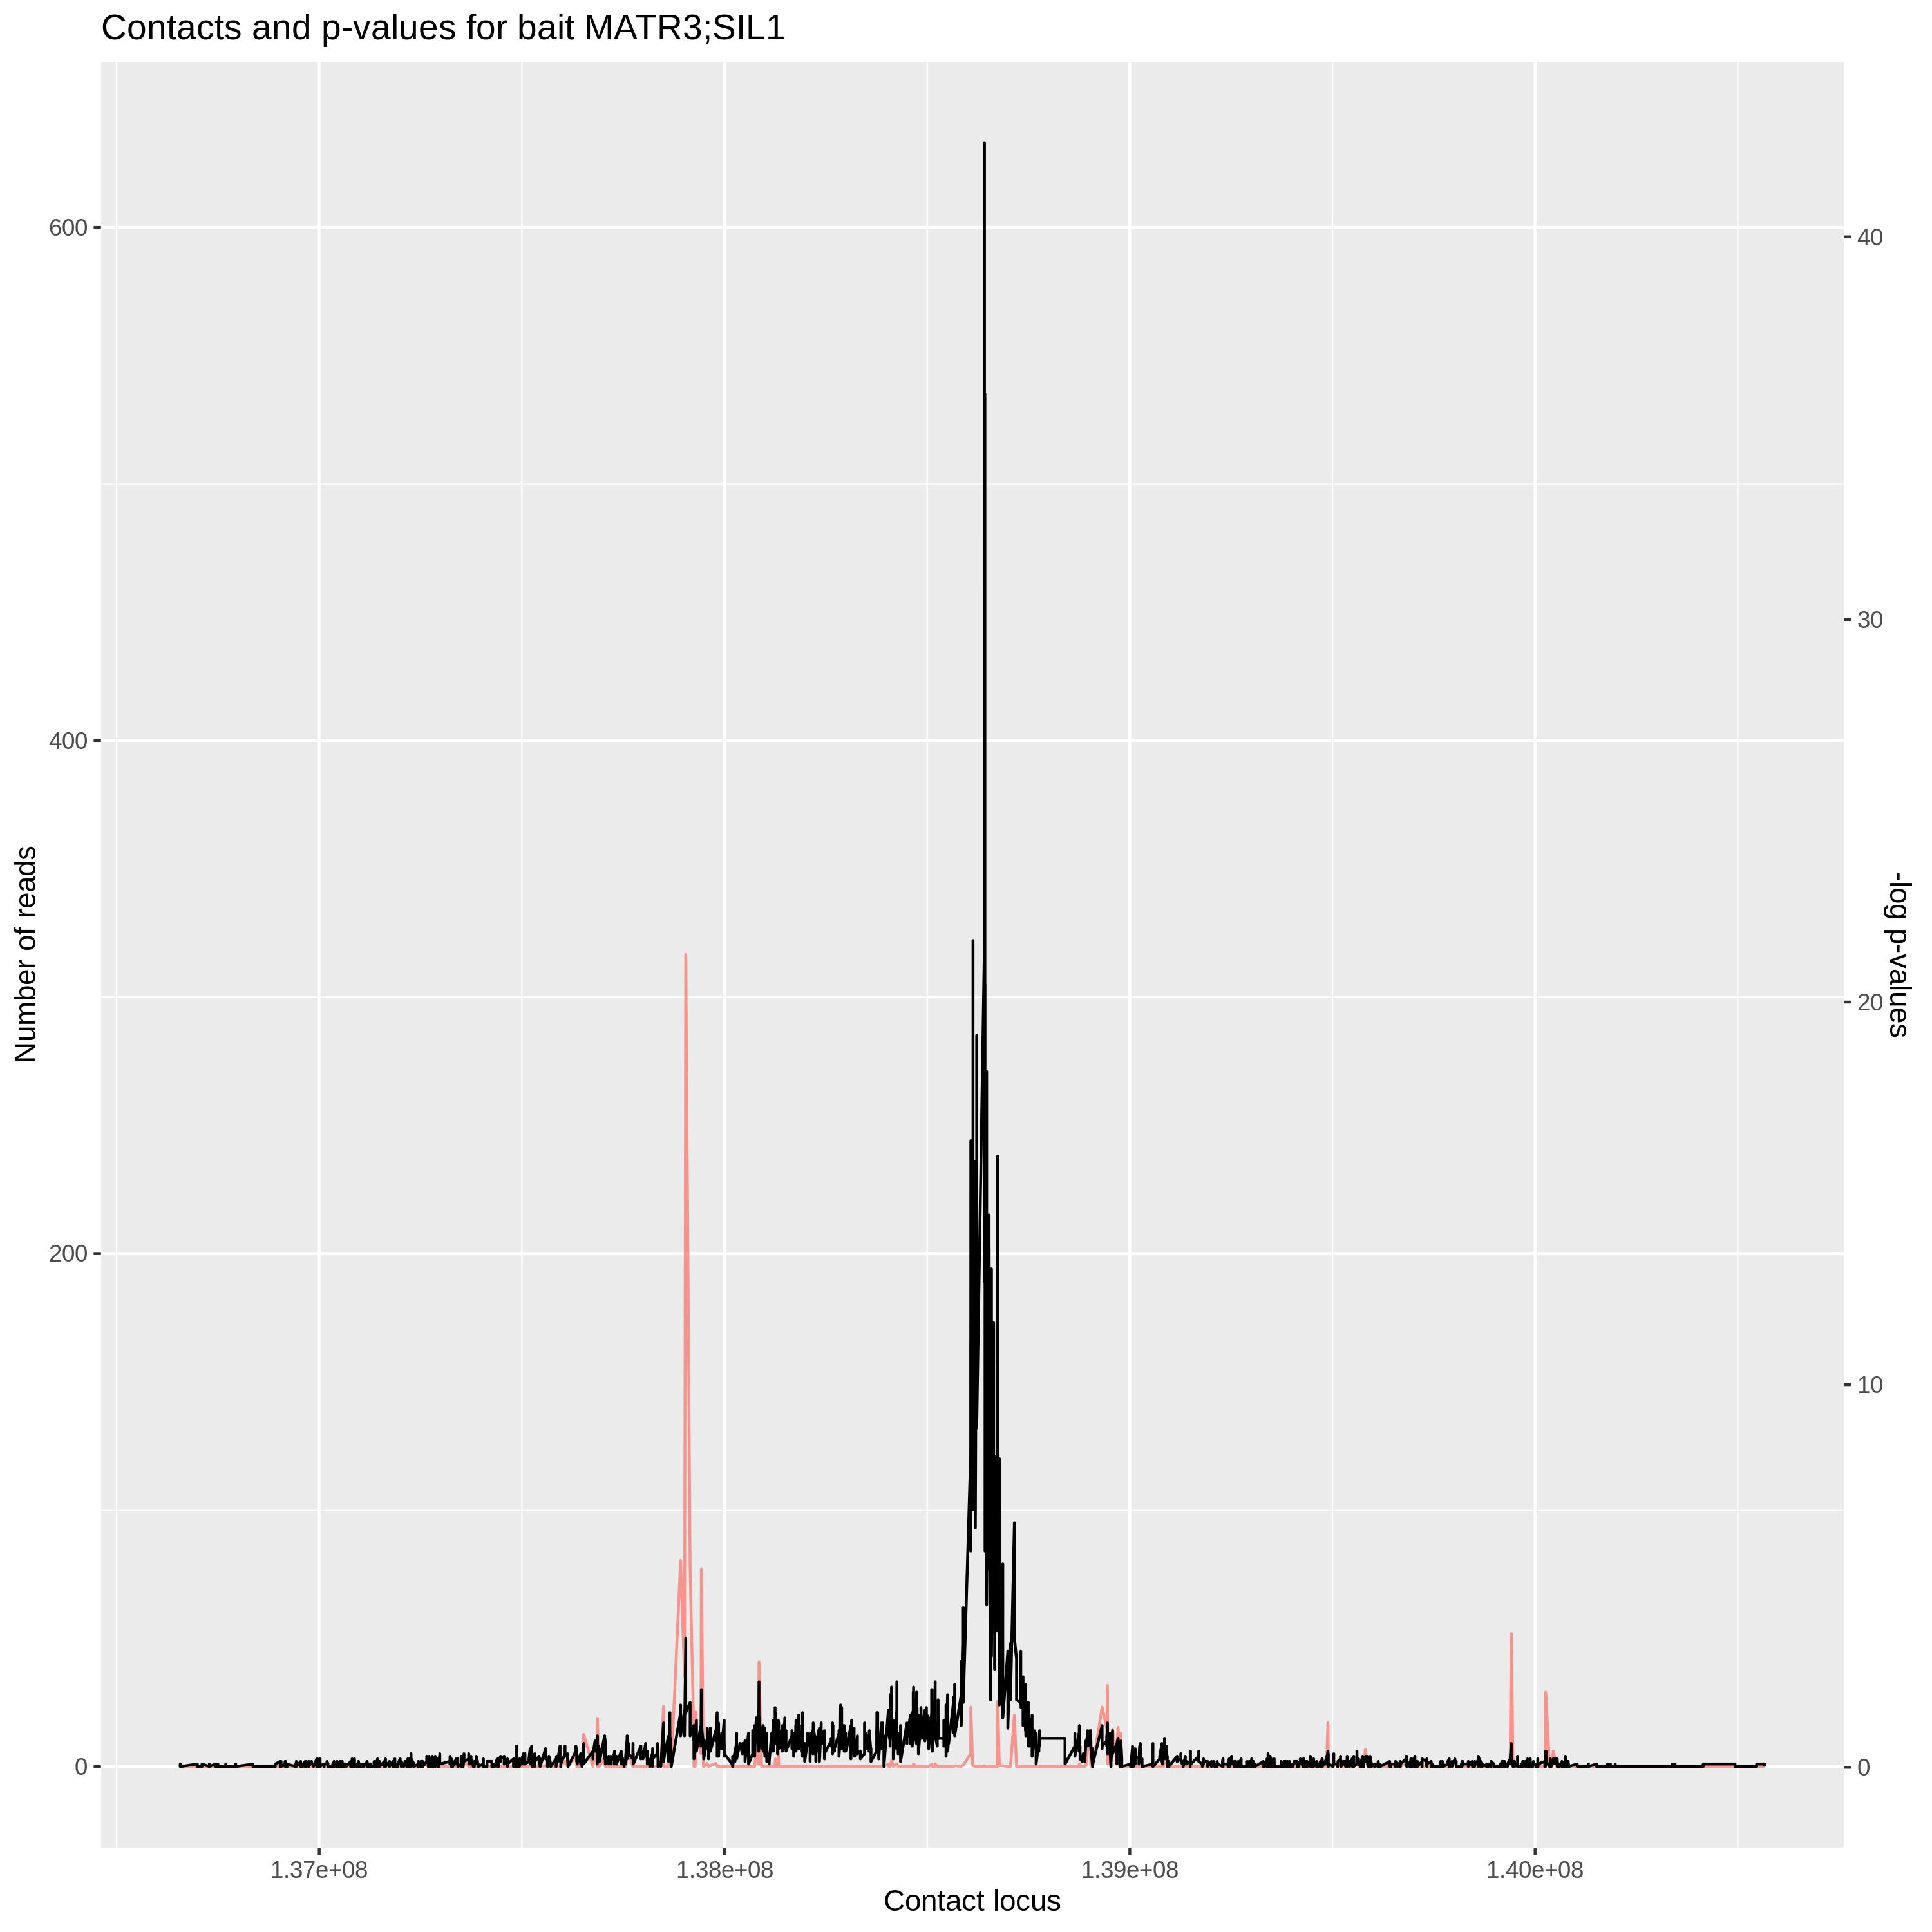 Contacts and p-values for bait MATR3;SIL1
600
400
200
0
40
30
20
10
0
Number of reads
-log p-values
1.37e+08
1.38e+08
1.39e+08
1.40e+08
Contact locus